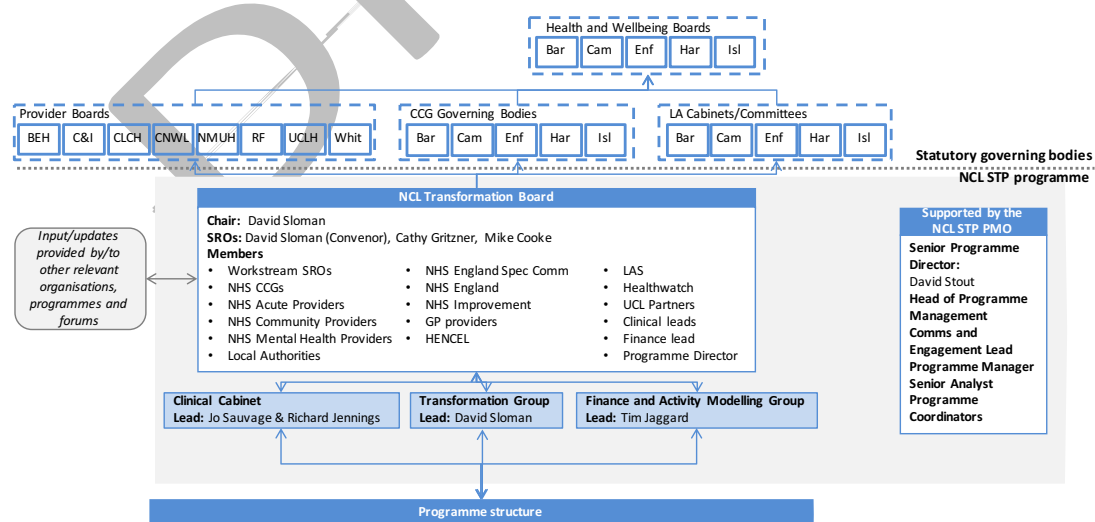 Health and Wellbeing Boards
Bar Cam Enf Har Isl
Provider Boards
BEH C&I CLCH CNWL NMUH RF UCLH Whit
CCG Governing Bodies
Bar Cam Enf Har Isl
LA Cabinets/Committees
Bar Cam Enf Har Isl
Statutory governing bodies
NCL STP programme
NCL Transformation Board
Chair: David Sloman
SROs: David Sloman (Convenor), Cathy Gritzner, Mike Cooke
Members
• Workstream SROs
• NHS CCGs
• NHS Acute Providers
• NHS Community Providers
• NHS Mental Health Providers
• Local Authorities
• NHS England Spec Comm
• NHS England
• NHS Improvement
• GP providers
• HENCEL
• LAS
• Healthwatch
• UCL Partners
• Clinical leads
• Finance lead
• Programme Director
Input/updates
provided by/to
other relevant
organisations,
programmes and
forums
Supported by the
NCL STP PMO
Senior Programme
Director:
David Stout
Head of Programme
Management
Comms and
Engagement Lead
Programme Manager
Senior Analyst
Programme
Coordinators
Clinical Cabinet
Lead: Jo Sauvage & Richard Jennings
Transformation Group
Lead: David Sloman
Finance and Activity Modelling Group
Lead: Tim Jaggard
Programme structure